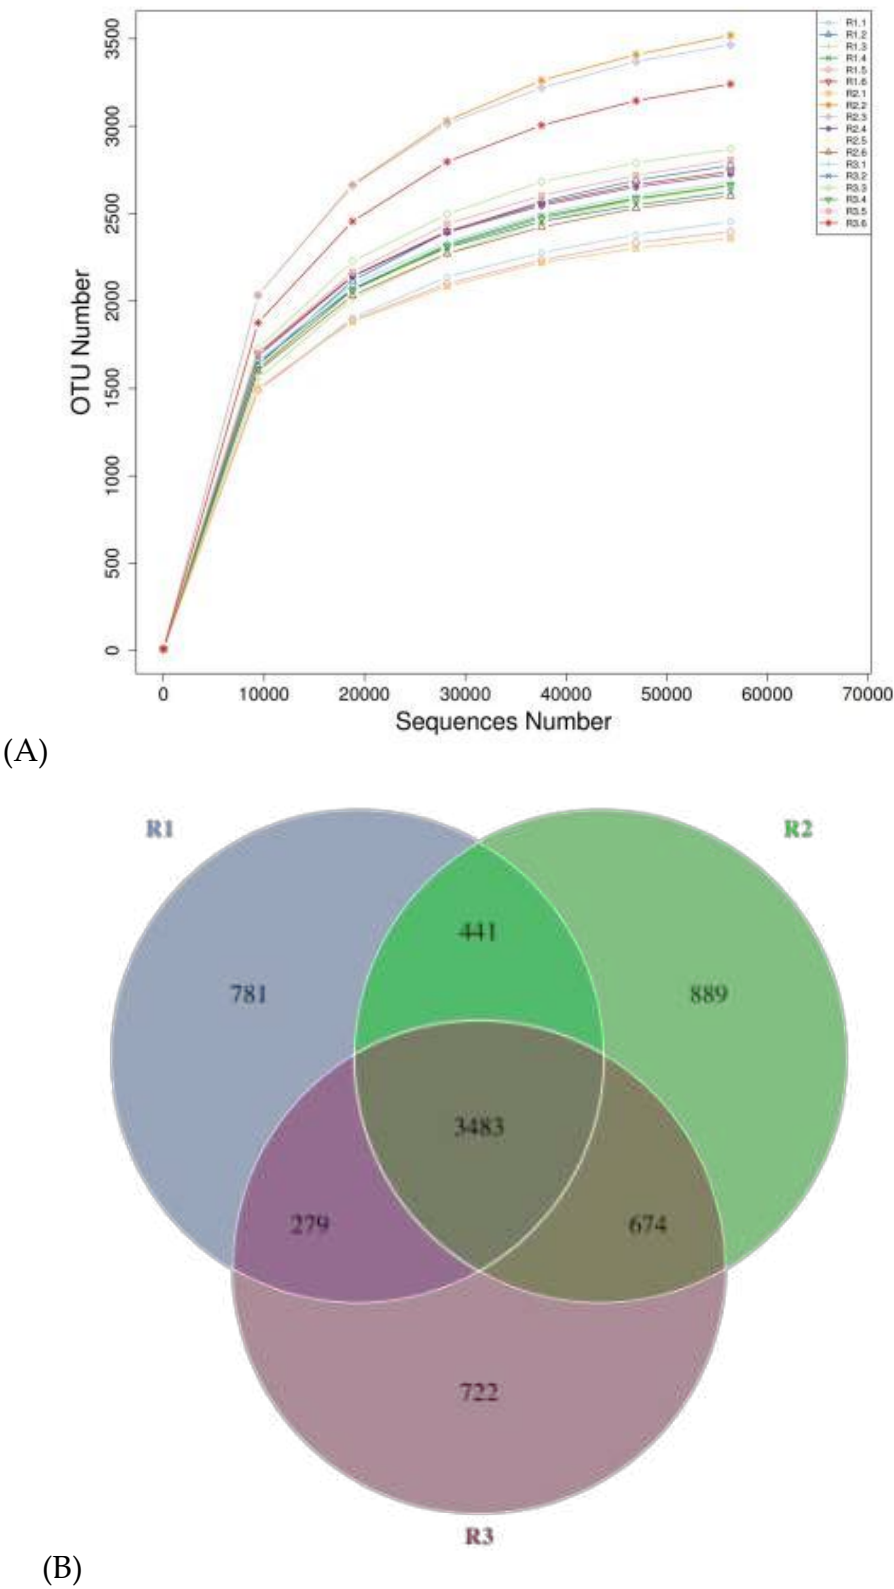 3500
3000
2500
2000
1500
1000
500
0
OTU Number
R1.1
R1.2
R1.3
R1.4
R1.5
R1.6
R2.1
R2.2
R2.3
R2.4
R2.5
R2.6
R3.1
R3.2
R3.3
R3.4
R3.5
R3.6
0 10000 20000 30000 40000 50000 60000 70000
Sequences Number
(A)
R1 R2
441
781 889
3483
279 674
722
R3
(B)